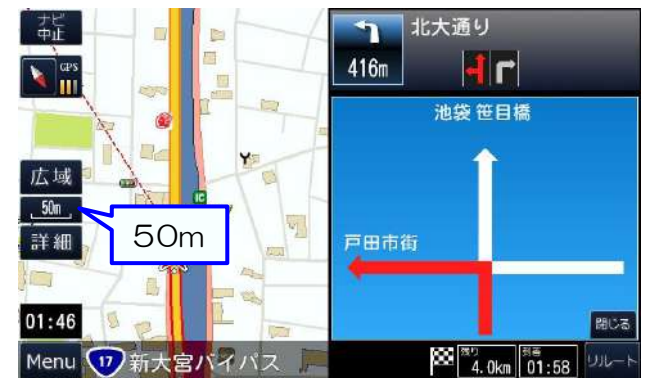 ナビ
中止
GPS
広域
50m
詳細
50m
IC
01:46
Menu
17
新大宮バイパス
北大通り
416m
池袋 笹目橋
戸田市街
閉じる
残り
4.0km
到着
01:58
リルート